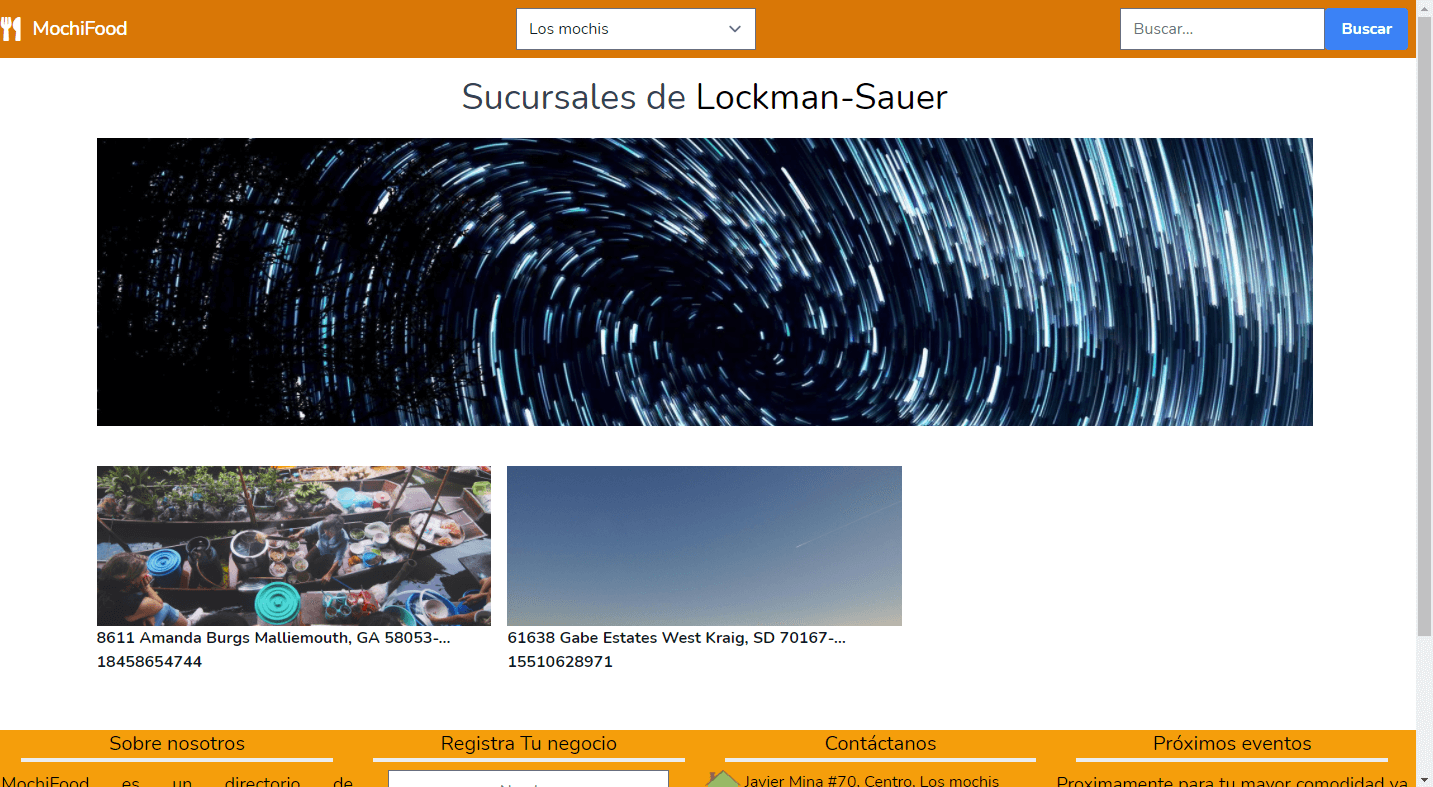 MochiFood
Los mochis
Buscar...
Buscar
Sucursales de Lockman-Sauer
8611 Amanda Burgs Malliemouth, GA 58053-...
18458654744
61638 Gabe Estates West Kraig, SD 70167-...
15510628971
Sobre nosotros
Registra Tu negocio
Contáctanos
Próximos eventos
MochiFood es un directorio de
Javier Mina #70, Centro, Los mochis
Proximamente para tu mayor comodidad ya